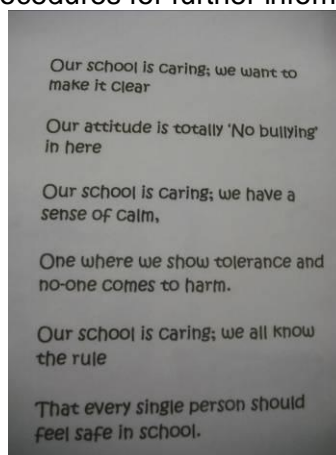 Our school is caring; we want to
make it clear
Our attitude is totally 'No bullying'
in here
Our school is caring; we have a
sense of calm,
One where we show tolerance and
no-one comes to harm.
Our school is caring; we all know
the rule
That every single person should
feel safe in school.